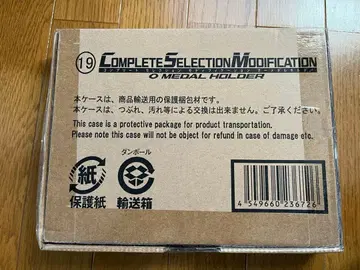 19 COMPLETE SELECTION MODIFICATION
O MEDAL HOLDER
本ケースは、商品輸送用の保護梱包材です。
本ケースは、つぶれ、汚れ等による交換は出来ません。ご了承ください。
This case is a protective package for product transportation.
Please note this case will not be object for refund in case of damage etc.
ダンボール
紙
保護紙
輸送箱
4 549660 236726